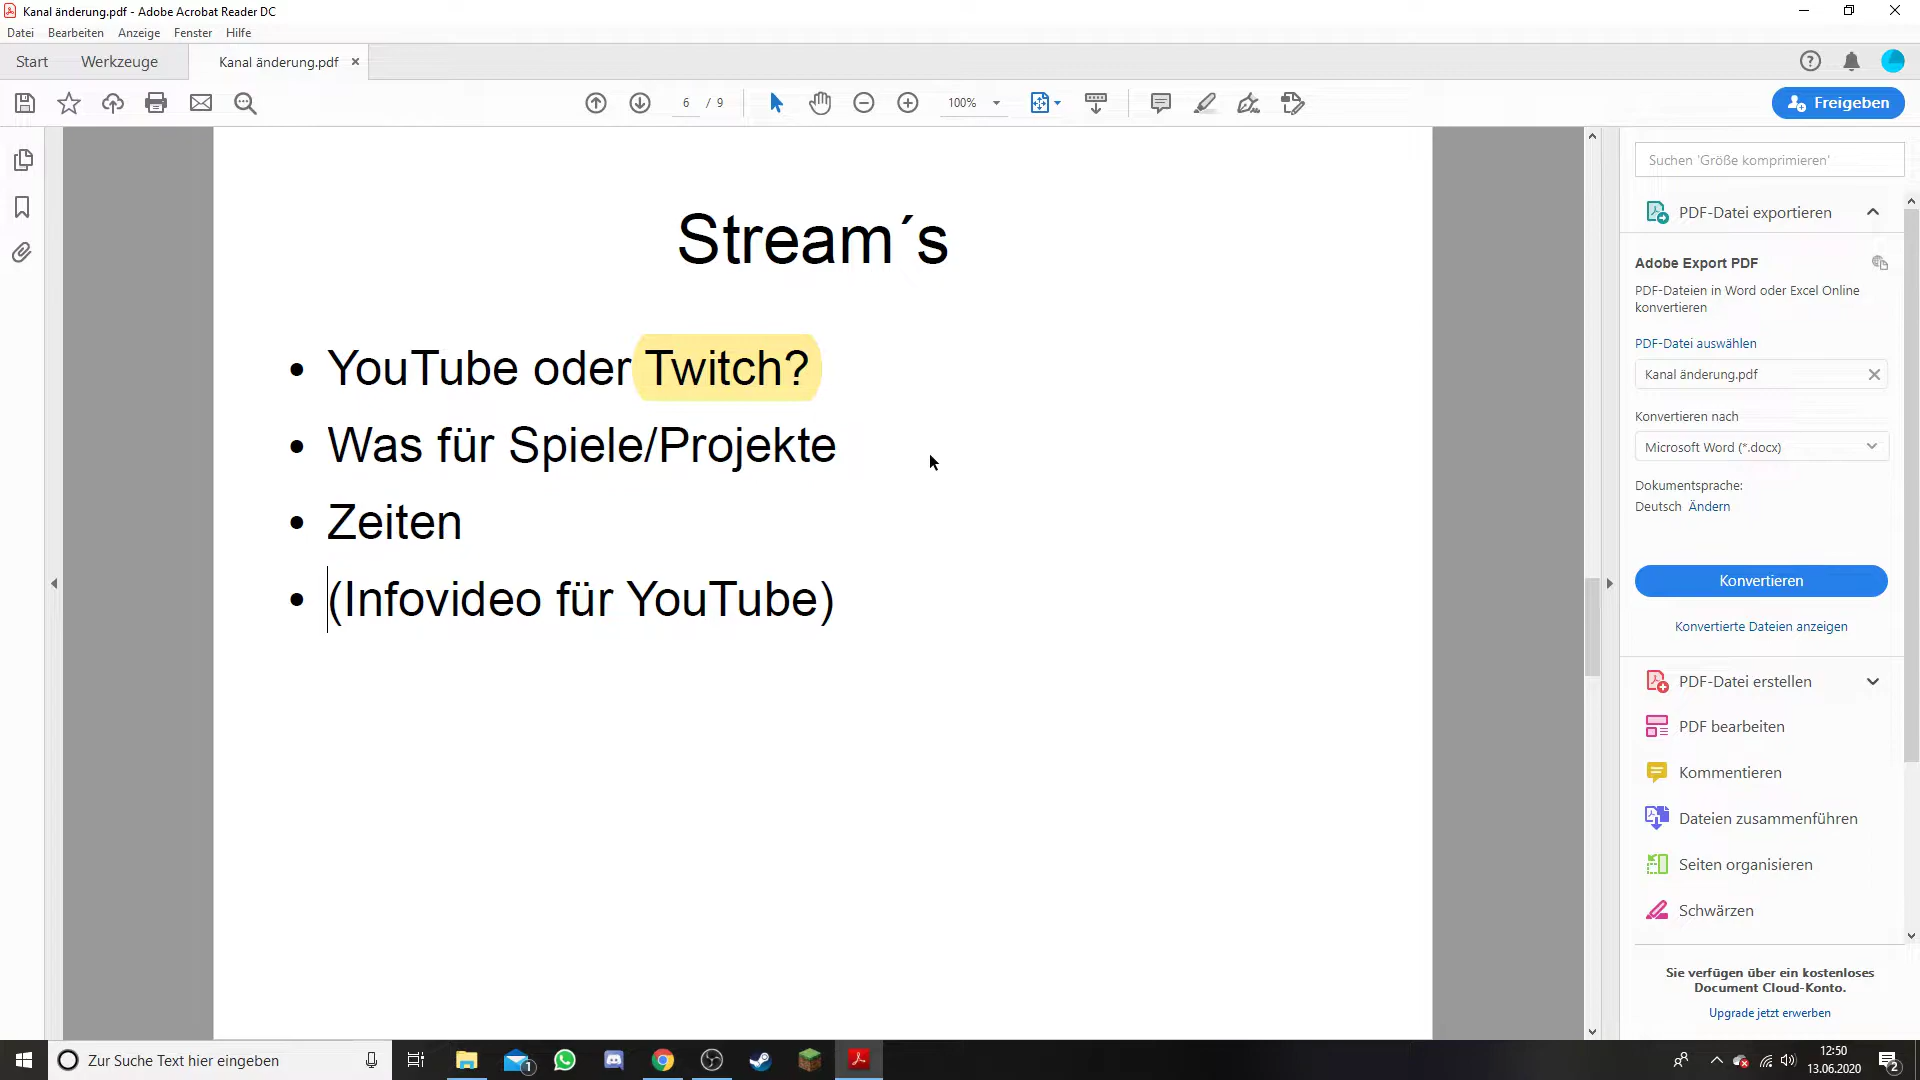 Kanal änderung.pdf - Adobe Acrobat Reader DC
Datei Bearbeiten Anzeige Fenster Hilfe
Start Werkzeuge Kanal änderung.pdf
6 / 9 100% Freigeben
Stream´s
• YouTube oder Twitch?
• Was für Spiele/Projekte
• Zeiten
• (Infovideo für YouTube)
Suchen 'Größe komprimieren'
PDF-Datei exportieren
Adobe Export PDF
PDF-Dateien in Word oder Excel Online
konvertieren
PDF-Datei auswählen
Kanal änderung.pdf
Konvertieren nach
Microsoft Word (*.docx)
Dokumentsprache:
Deutsch Ändern
Konvertieren
Konvertierte Dateien anzeigen
PDF-Datei erstellen
PDF bearbeiten
Kommentieren
Dateien zusammenführen
Seiten organisieren
Schwärzen
Sie verfügen über ein kostenloses
Document Cloud-Konto.
Upgrade jetzt erwerben
Zur Suche Text hier eingeben
1
12:50
13.06.2020
2